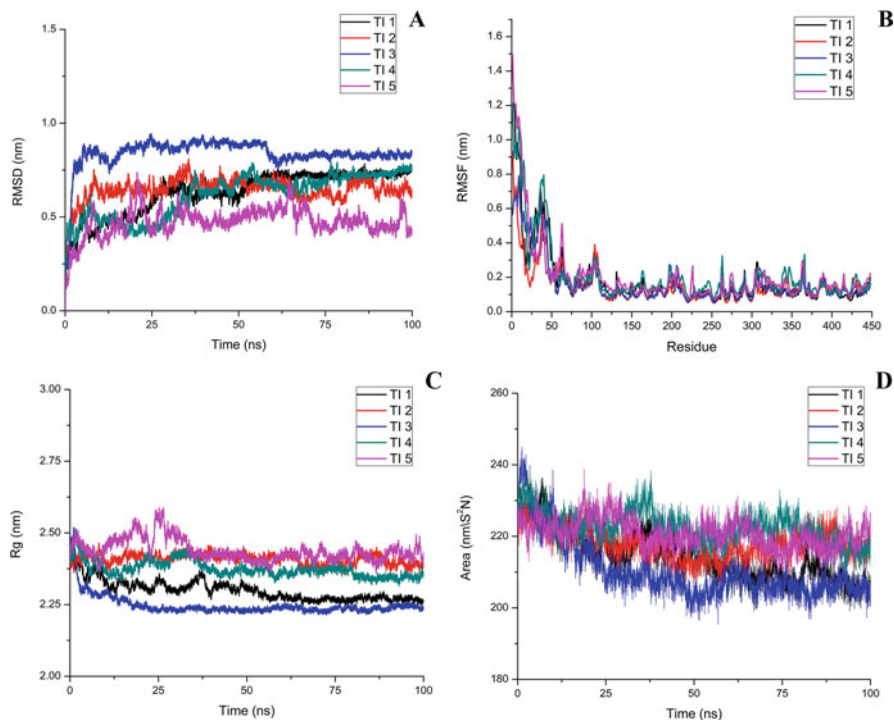 A
TI 1
TI 2
TI 3
TI 4
TI 5
RMSD (nm)
1.5
1.0
0.5
0.0
0
25
50
75
100
Time (ns)
B
TI 1
TI 2
TI 3
TI 4
TI 5
RMSF (nm)
1.6
1.4
1.2
1.0
0.8
0.6
0.4
0.2
0.0
0 50 100 150 200 250 300 350 400 450
Residue
C
TI 1
TI 2
TI 3
TI 4
TI 5
Rg (nm)
3.00
2.75
2.50
2.25
2.00
0 25 50 75 100
Time (ns)
D
TI 1
TI 2
TI 3
TI 4
TI 5
Area (nm\S²N)
260
240
220
200
180
0 25 50 75 100
Time (ns)